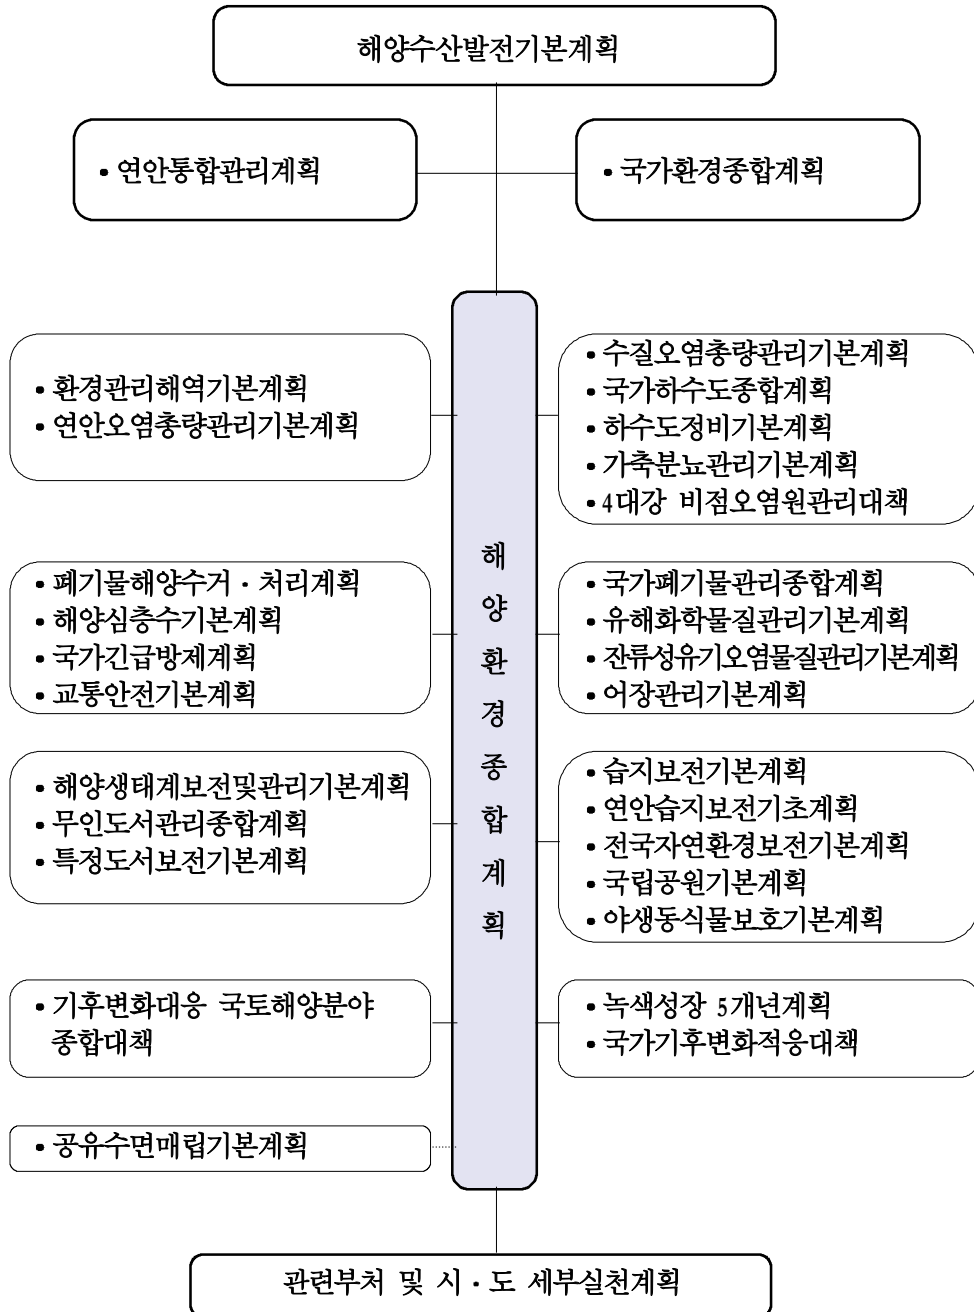 해양수산발전기본계획
• 연안통합관리계획
• 국가환경종합계획
• 환경관리해역기본계획
• 연안오염총량관리기본계획
• 수질오염총량관리기본계획
• 국가하수도종합계획
• 하수도정비기본계획
• 가축분뇨관리기본계획
• 4대강 비점오염원관리대책
해양환경종합계획
• 폐기물해양수거·처리계획
• 해양심층수기본계획
• 국가긴급방제계획
• 교통안전기본계획
• 국가폐기물관리종합계획
• 유해화학물질관리기본계획
• 잔류성유기오염물질관리기본계획
• 어장관리기본계획
• 해양생태계보전및관리기본계획
• 무인도서관리종합계획
• 특정도서보전기본계획
• 습지보전기본계획
• 연안습지보전기초계획
• 전국자연환경보전기본계획
• 국립공원기본계획
• 야생동식물보호기본계획
• 기후변화대응 국토해양분야
종합대책
• 녹색성장 5개년계획
• 국가기후변화적응대책
• 공유수면매립기본계획
관련부처 및 시·도 세부실천계획